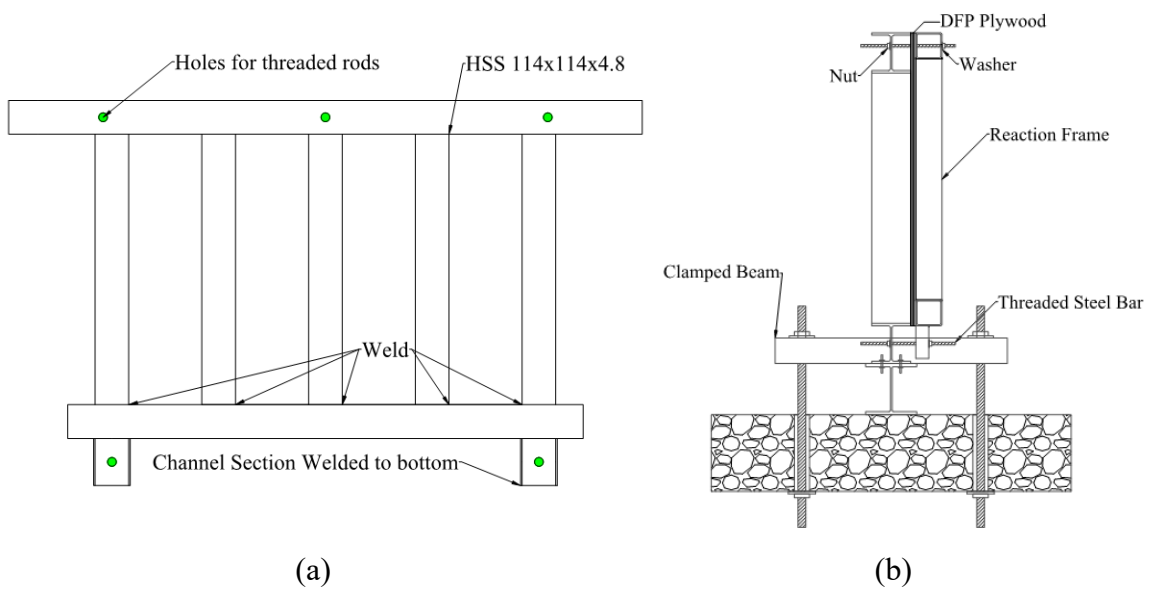 Holes for threaded rods
HSS 114x114x4.8
Weld
Channel Section Welded to bottom
(a)
DFP Plywood
Nut
Washer
Reaction Frame
Clamped Beam
Threaded Steel Bar
(b)